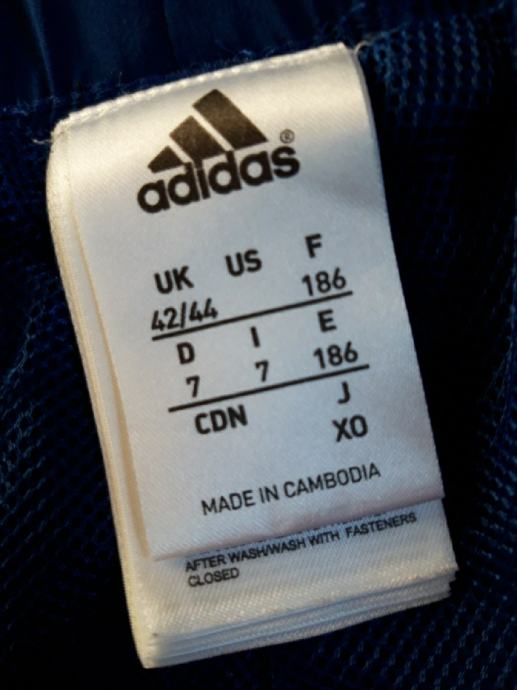 adidas®
UK US F
42/44 186
D I E
7 7 186
CDN J
XO
MADE IN CAMBODIA
AFTER WASH/WASH WITH FASTENERS
CLOSED